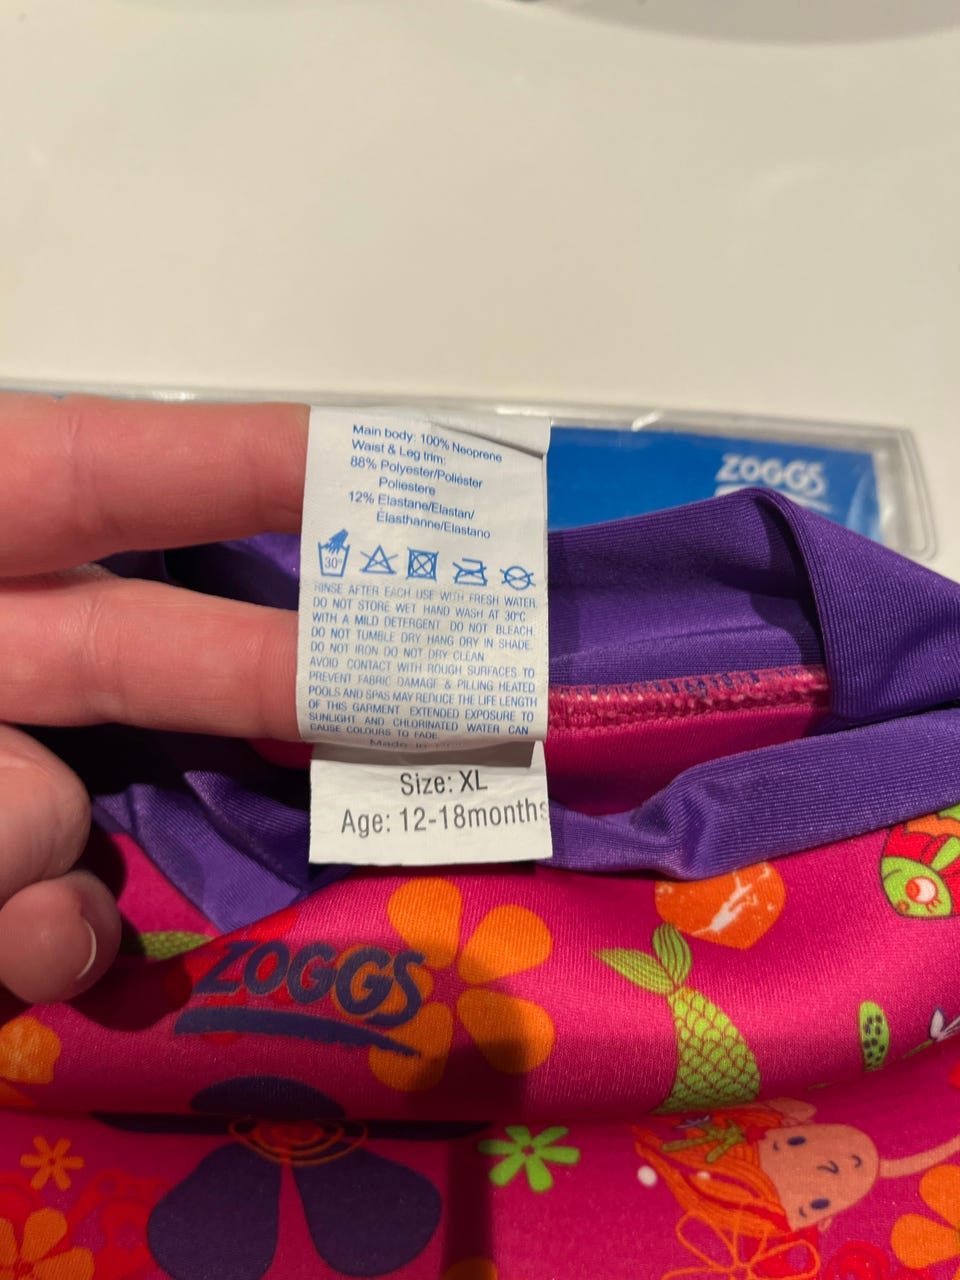 ZOGGS
Main body: 100% Neoprene
Waist & Leg trim:
88% Polyester/Poliéster
Poliestere
12% Elastane/Elastan/
Élasthanne/Elastano
30°
RINSE AFTER EACH USE WITH FRESH WATER.
DO NOT STORE WET HAND WASH AT 30°C
WITH A MILD DETERGENT DO NOT BLEACH
DO NOT TUMBLE DRY HANG DRY IN SHADE.
DO NOT IRON DO NOT DRY CLEAN
AVOID CONTACT WITH ROUGH SURFACES TO
PREVENT FABRIC DAMAGE & PILLING HEATED
POOLS AND SPAS MAY REDUCE THE LIFE LENGTH
OF THIS GARMENT EXTENDED EXPOSURE TO
SUNLIGHT AND CHLORINATED WATER CAN
CAUSE COLOURS TO FADE
Made in
Size: XL
Age: 12-18months
ZOGGS